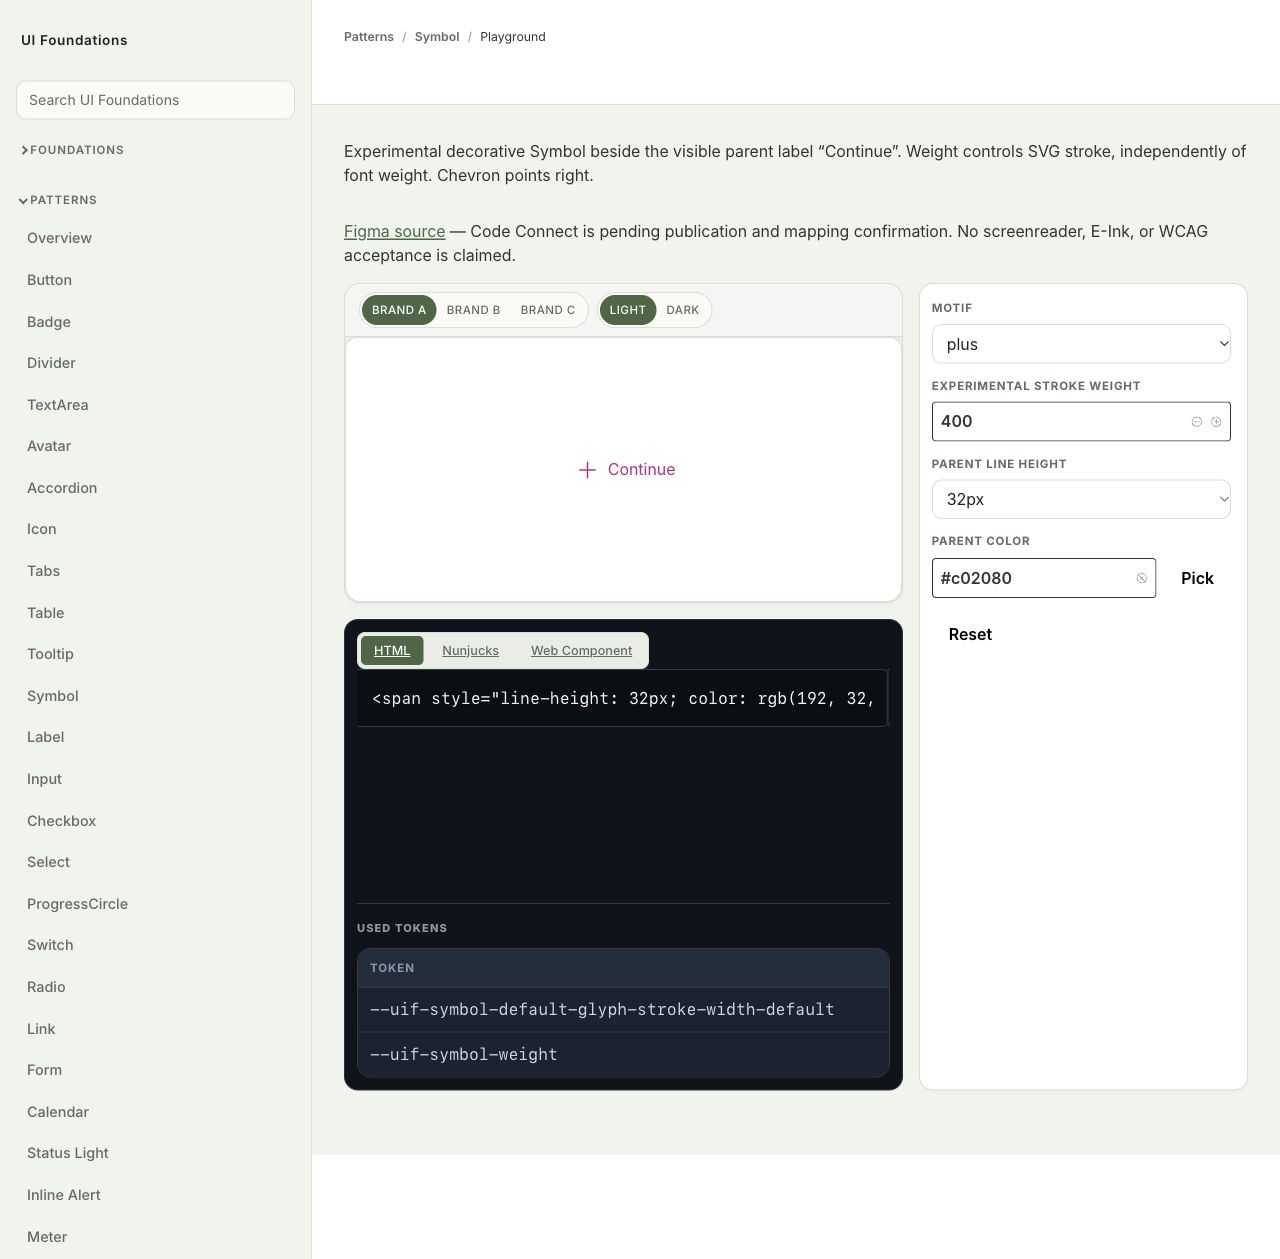 UI Foundations
Search UI Foundations
FOUNDATIONS
PATTERNS
Overview
Button
Badge
Divider
TextArea
Avatar
Accordion
Icon
Tabs
Table
Tooltip
Symbol
Label
Input
Checkbox
Select
ProgressCircle
Switch
Radio
Link
Form
Calendar
Status Light
Inline Alert
Meter
Patterns / Symbol / Playground
Experimental decorative Symbol beside the visible parent label “Continue”. Weight controls SVG stroke, independently of
font weight. Chevron points right.
Figma source — Code Connect is pending publication and mapping confirmation. No screenreader, E-Ink, or WCAG
acceptance is claimed.
BRAND A BRAND B BRAND C LIGHT DARK
Continue
HTML Nunjucks Web Component
<span style="line-height: 32px; color: rgb(192, 32,
USED TOKENS
TOKEN
--uif-symbol-default-glyph-stroke-width-default
--uif-symbol-weight
MOTIF
plus
EXPERIMENTAL STROKE WEIGHT
400
PARENT LINE HEIGHT
32px
PARENT COLOR
#c02080 Pick
Reset